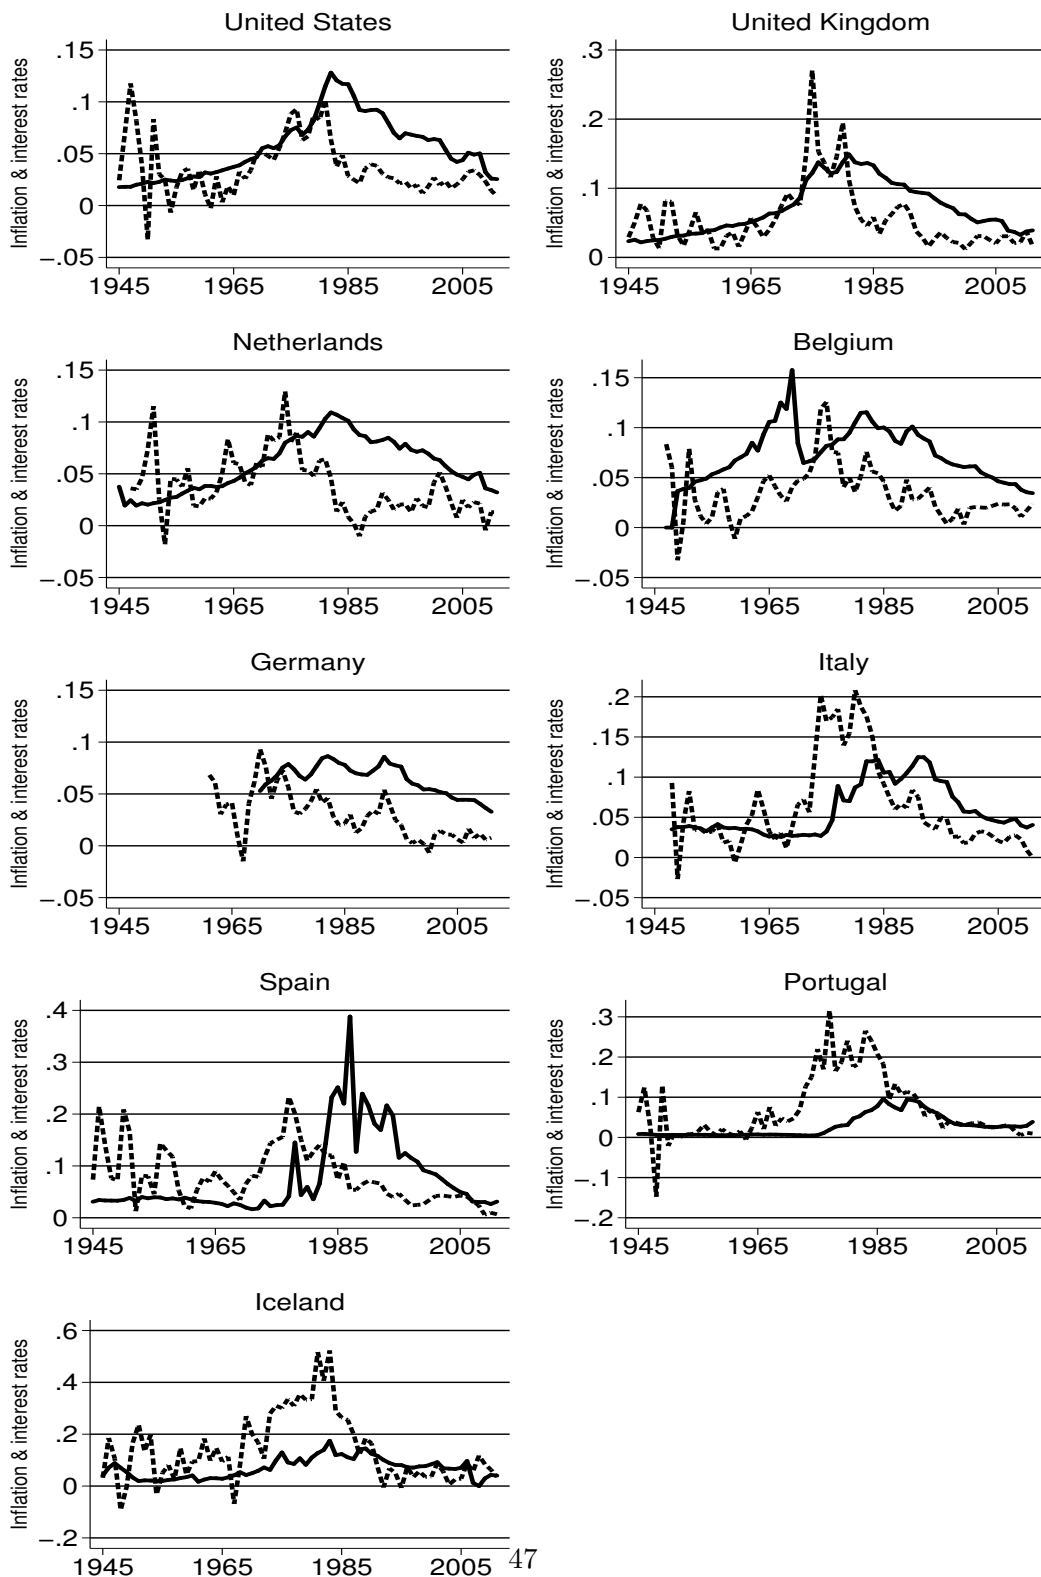 United States
Inflation & interest rates
.15
.1
.05
0
−.05
1945 1965 1985 2005
United Kingdom
Inflation & interest rates
.3
.2
.1
0
1945 1965 1985 2005
Netherlands
Inflation & interest rates
.15
.1
.05
0
−.05
1945 1965 1985 2005
Belgium
Inflation & interest rates
.15
.1
.05
0
−.05
1945 1965 1985 2005
Germany
Inflation & interest rates
.15
.1
.05
0
−.05
1945 1965 1985 2005
Italy
Inflation & interest rates
.2
.15
.1
.05
0
−.05
1945 1965 1985 2005
Spain
Inflation & interest rates
.4
.3
.2
.1
0
1945 1965 1985 2005
Portugal
Inflation & interest rates
.3
.2
.1
0
−.1
−.2
1945 1965 1985 2005
Iceland
Inflation & interest rates
.6
.4
.2
0
−.2
1945 1965 1985 2005
47